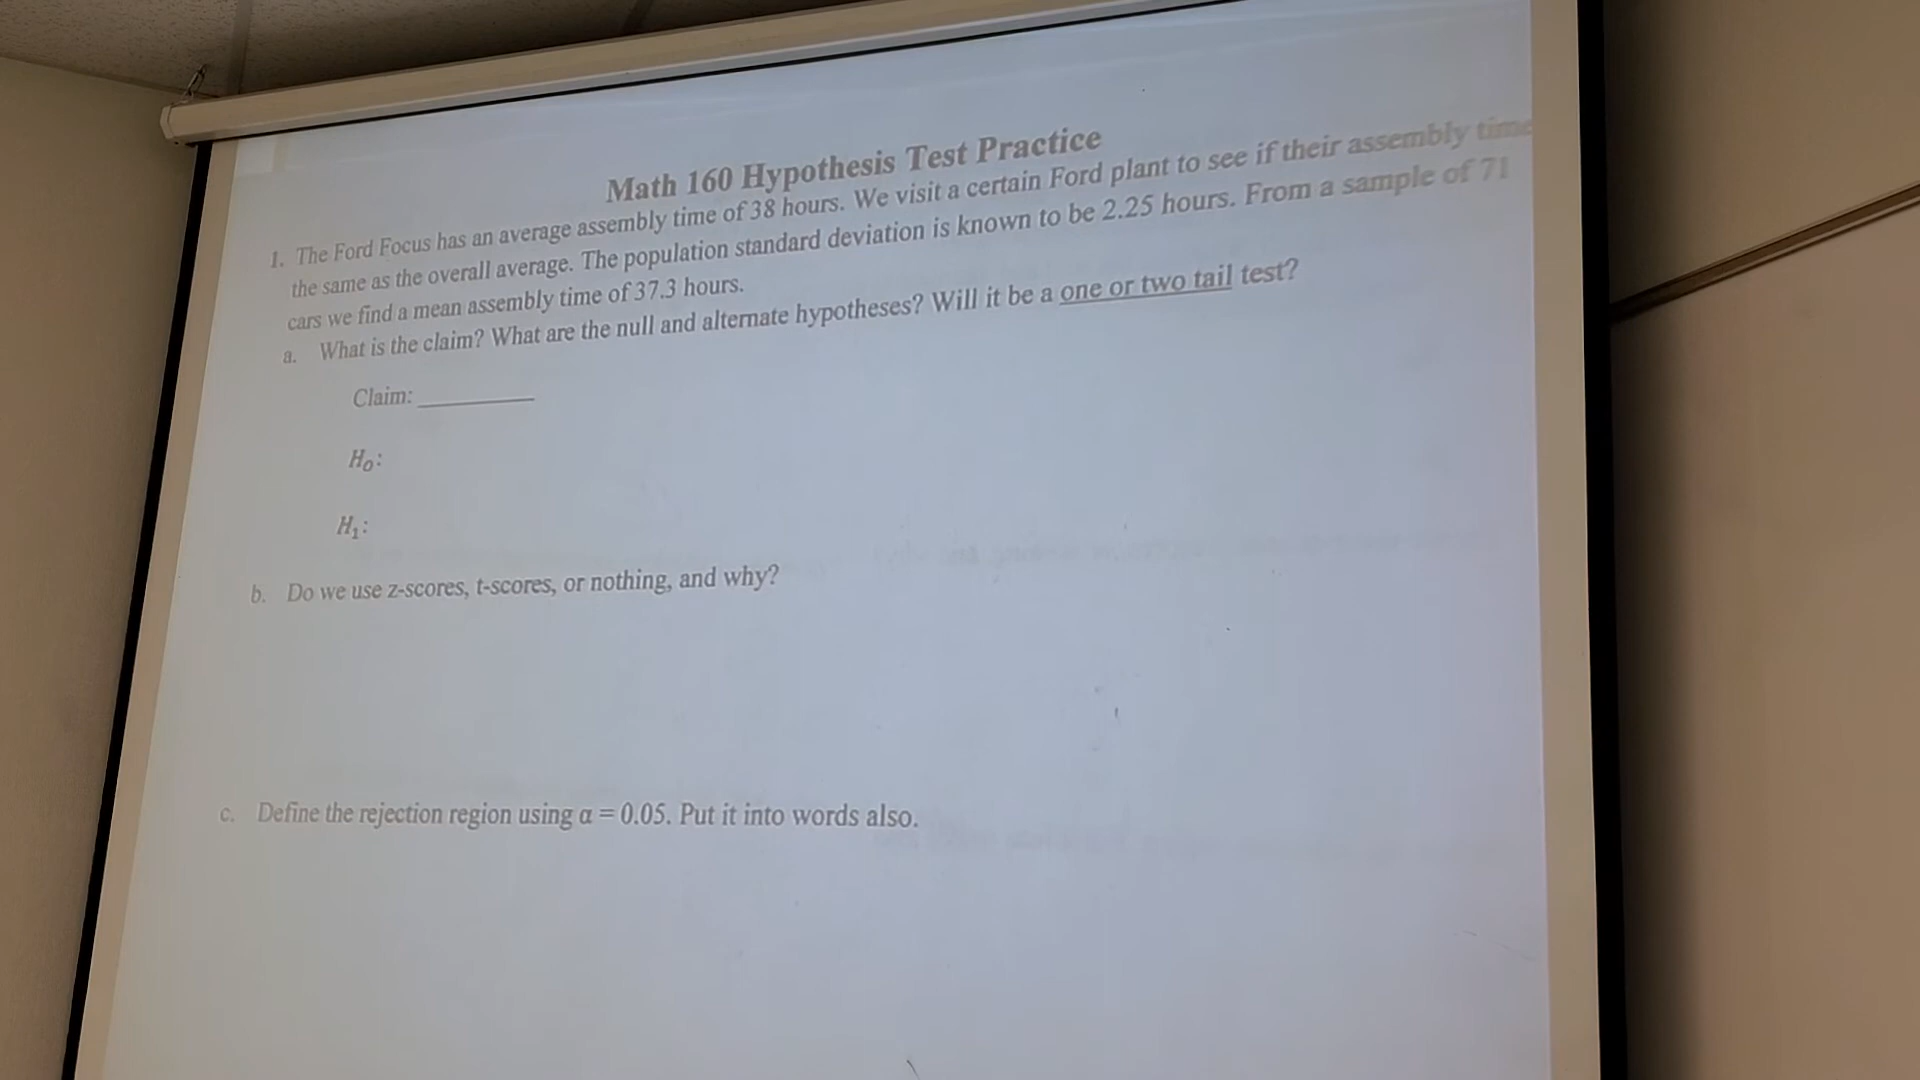 Math 160 Hypothesis Test Practice
1. The Ford Focus has an average assembly time of 38 hours. We visit a certain Ford plant to see if their assembly time
the same as the overall average. The population standard deviation is known to be 2.25 hours. From a sample of 71
cars we find a mean assembly time of 37.3 hours.
a. What is the claim? What are the null and alternate hypotheses? Will it be a one or two tail test?
Claim: __________
H₀:
H₁:
b. Do we use z-scores, t-scores, or nothing, and why?
c. Define the rejection region using α = 0.05. Put it into words also.